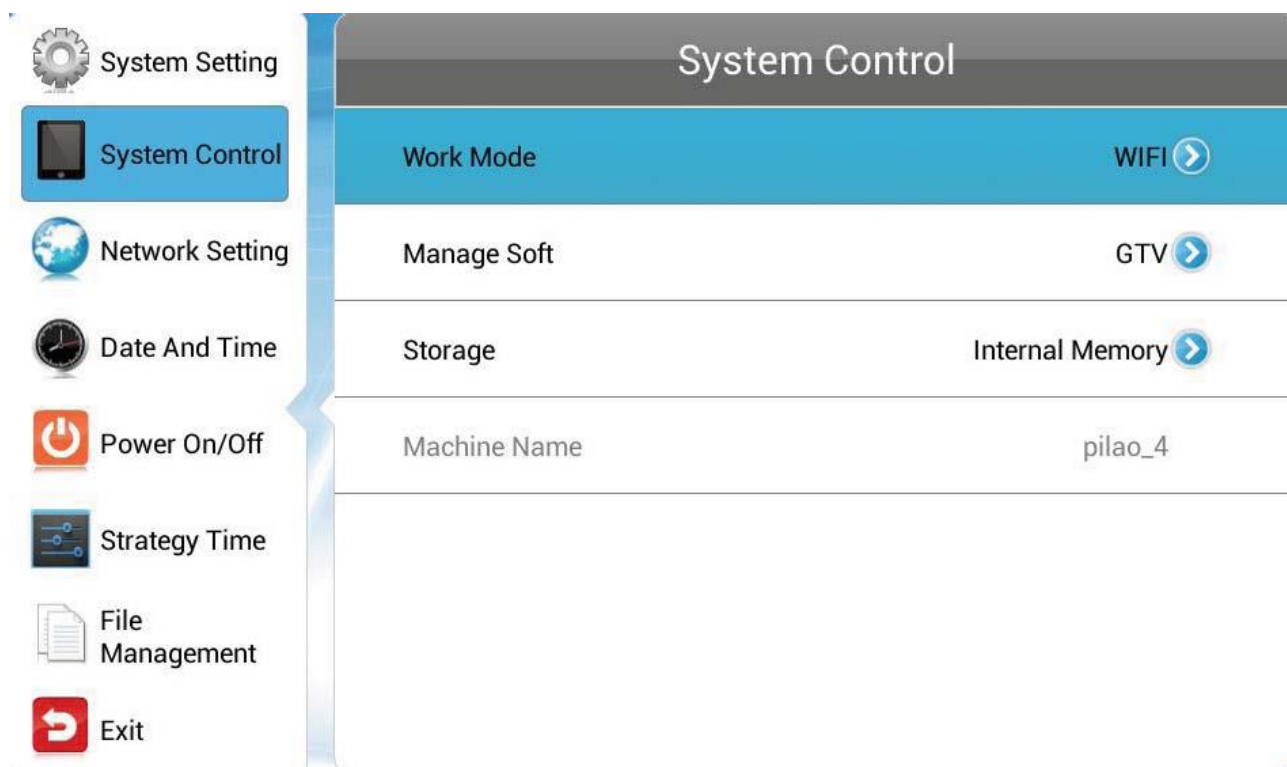 System Setting
System Control
Network Setting
Date And Time
Power On/Off
Strategy Time
File
Management
Exit
System Control
Work Mode WIFI
Manage Soft GTV
Storage Internal Memory
Machine Name pilao_4